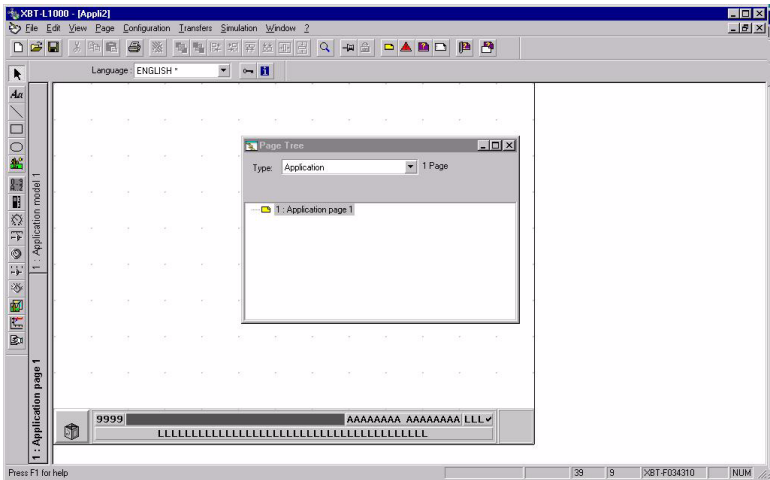 XBT-L1000 - [Appli2]
File Edit View Page Configuration Transfers Simulation Window ?
Language: ENGLISH *
Aa
1 : Application model 1
Page Tree
Type: Application 1 Page
1 : Application page 1
1 : Application page 1
9999 AAAAAAAA AAAAAAAA LLL
LLLLLLLLLLLLLLLLLLLLLLLLLLLLLLLLLLLLLLLL
Press F1 for help 39 9 XBT-F034310 NUM